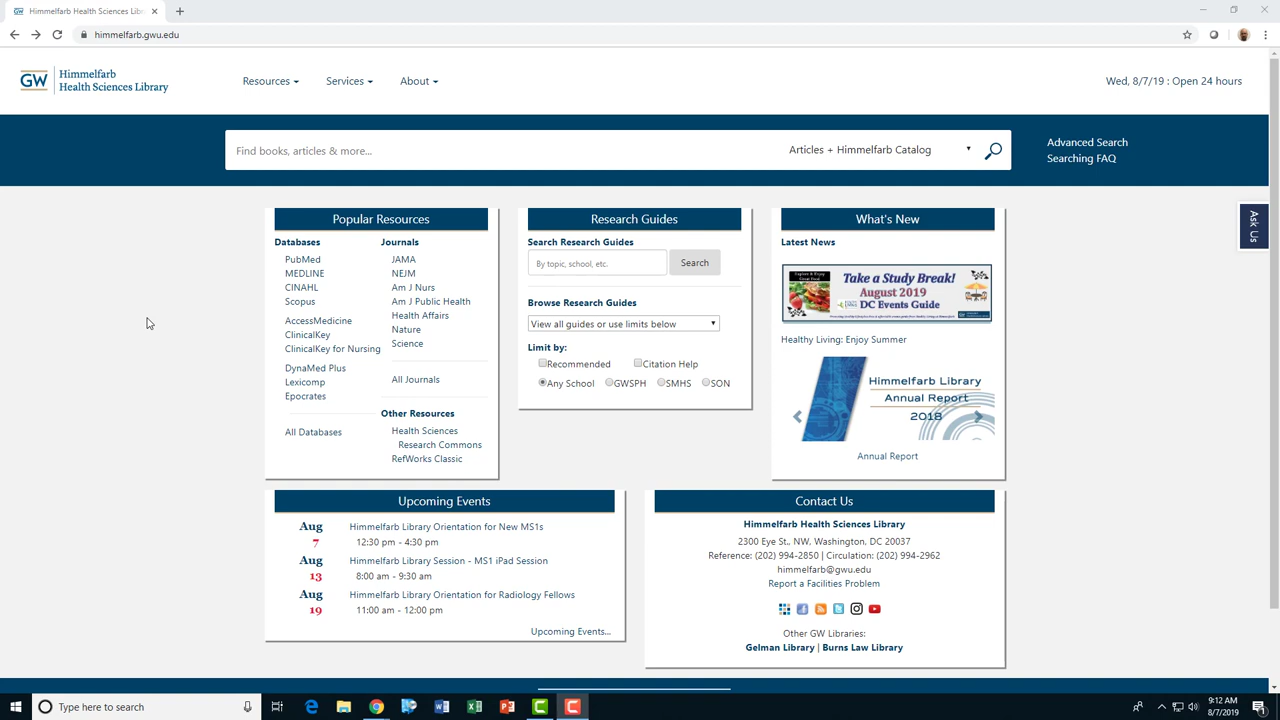 Himmelfarb Health Sciences Libra
himmelfarb.gwu.edu
GW Himmelfarb
Health Sciences Library
Resources
Services
About
Wed, 8/7/19 : Open 24 hours
Find books, articles & more...
Articles + Himmelfarb Catalog
Advanced Search
Searching FAQ
Ask Us
Popular Resources
Databases
PubMed
MEDLINE
CINAHL
Scopus
AccessMedicine
ClinicalKey
ClinicalKey for Nursing
DynaMed Plus
Lexicomp
Epocrates
All Databases
Journals
JAMA
NEJM
Am J Nurs
Am J Public Health
Health Affairs
Nature
Science
All Journals
Other Resources
Health Sciences
Research Commons
RefWorks Classic
Research Guides
Search Research Guides
By topic, school, etc.
Search
Browse Research Guides
View all guides or use limits below
Limit by:
Recommended
Citation Help
Any School
GWSPH
SMHS
SON
What's New
Latest News
Take a Study Break!
August 2019
DC Events Guide
Healthy Living: Enjoy Summer
Himmelfarb Library
Annual Report
2018
Annual Report
Upcoming Events
Aug 7
Himmelfarb Library Orientation for New MS1s
12:30 pm - 4:30 pm
Aug 13
Himmelfarb Library Session - MS1 iPad Session
8:00 am - 9:30 am
Aug 19
Himmelfarb Library Orientation for Radiology Fellows
11:00 am - 12:00 pm
Upcoming Events...
Contact Us
Himmelfarb Health Sciences Library
2300 Eye St., NW, Washington, DC 20037
Reference: (202) 994-2850 | Circulation: (202) 994-2962
himmelfarb@gwu.edu
Report a Facilities Problem
Other GW Libraries:
Gelman Library | Burns Law Library
Type here to search
9:12 AM
8/7/2019